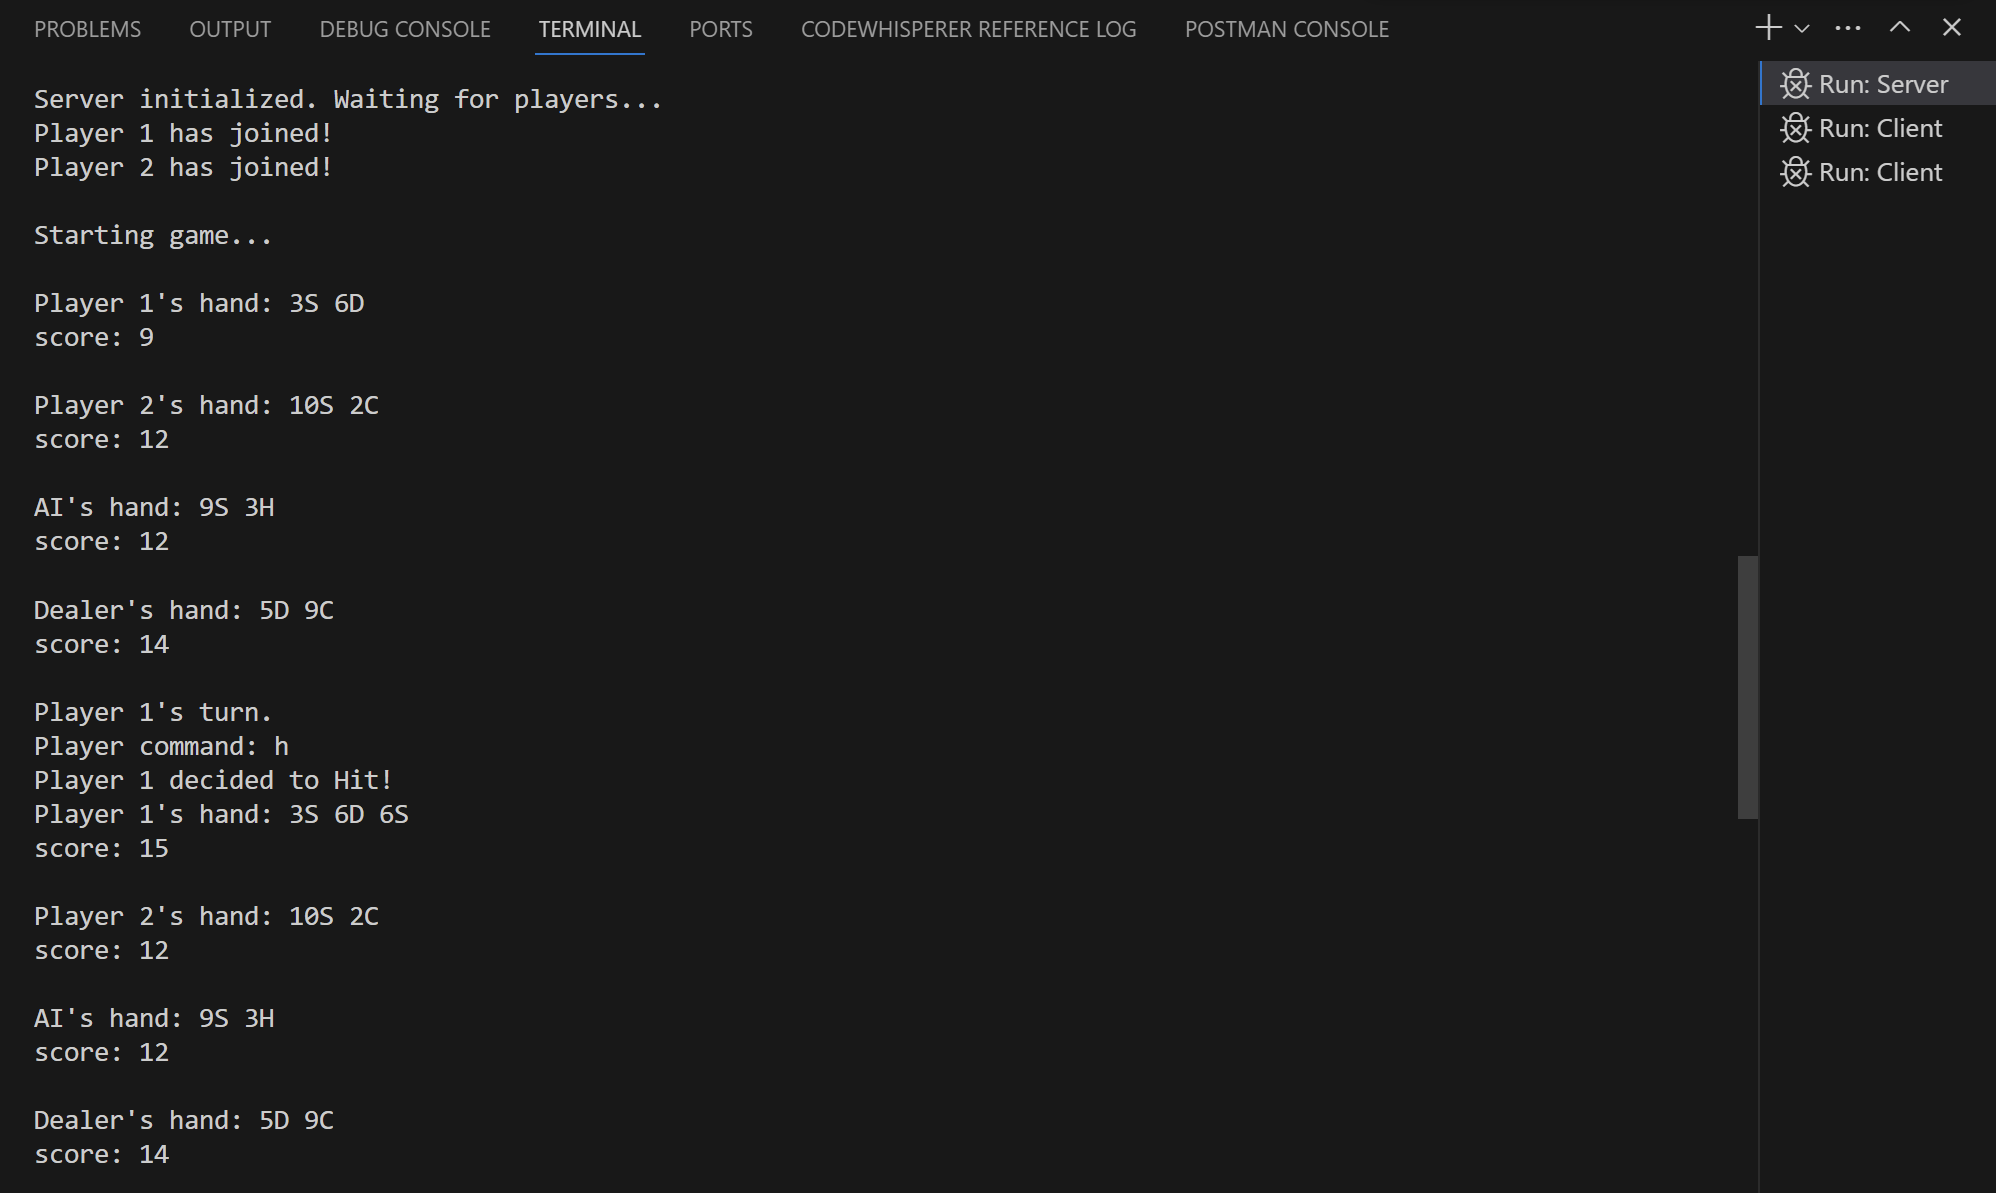 PROBLEMS OUTPUT DEBUG CONSOLE TERMINAL PORTS CODEWHISPERER REFERENCE LOG POSTMAN CONSOLE
Server initialized. Waiting for players...
Player 1 has joined!
Player 2 has joined!
Starting game...
Player 1's hand: 3S 6D
score: 9
Player 2's hand: 10S 2C
score: 12
AI's hand: 9S 3H
score: 12
Dealer's hand: 5D 9C
score: 14
Player 1's turn.
Player command: h
Player 1 decided to Hit!
Player 1's hand: 3S 6D 6S
score: 15
Player 2's hand: 10S 2C
score: 12
AI's hand: 9S 3H
score: 12
Dealer's hand: 5D 9C
score: 14
Run: Server
Run: Client
Run: Client